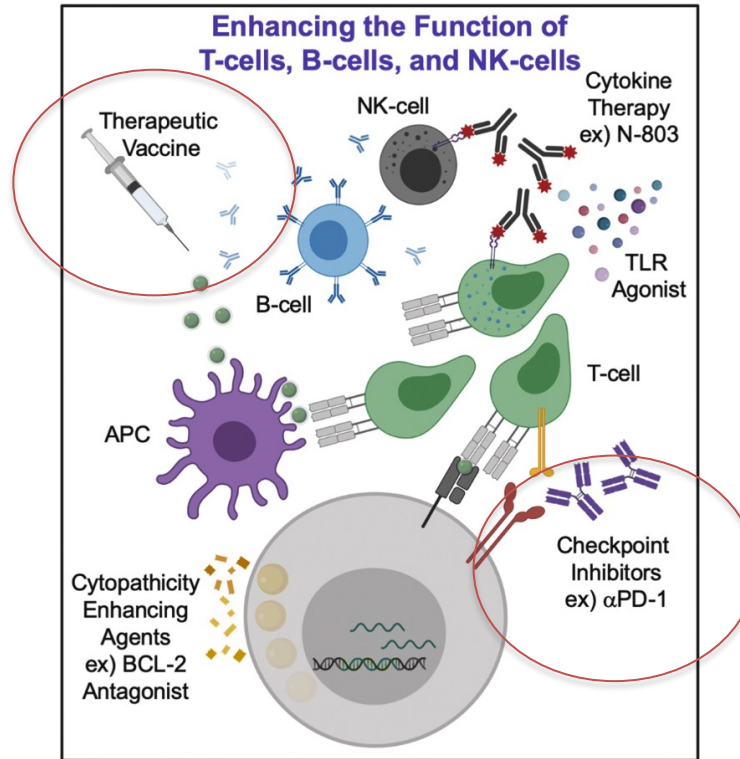 Enhancing the Function of
T-cells, B-cells, and NK-cells
Therapeutic
Vaccine
NK-cell
Cytokine
Therapy
ex) N-803
B-cell
TLR
Agonist
T-cell
APC
Checkpoint
Inhibitors
ex) αPD-1
Cytopathicity
Enhancing
Agents
ex) BCL-2
Antagonist